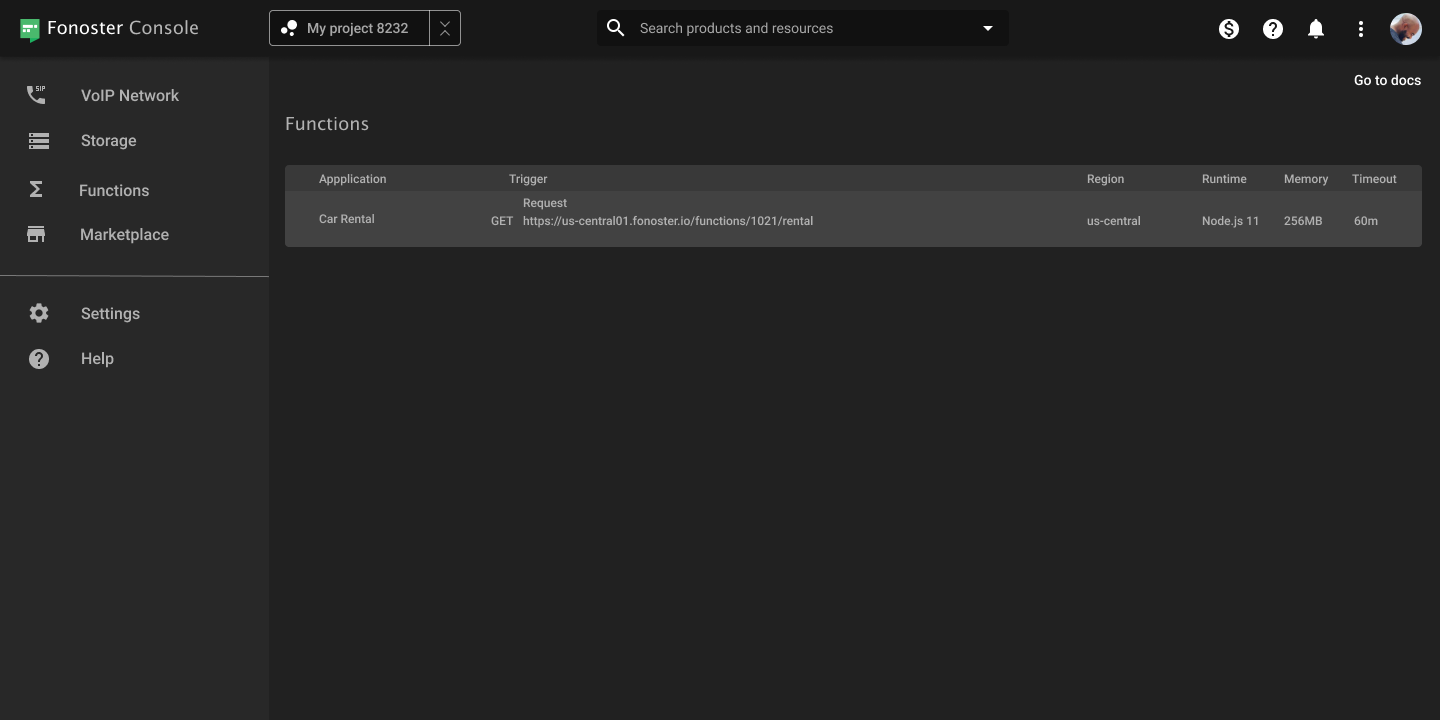 Fonoster Console
My project 8232
Search products and resources
Go to docs
SIP
VoIP Network
Storage
Functions
Marketplace
Settings
Help
Functions
Appplication Trigger Region Runtime Memory Timeout
Request
Car Rental GET https://us-central01.fonoster.io/functions/1021/rental us-central Node.js 11 256MB 60m